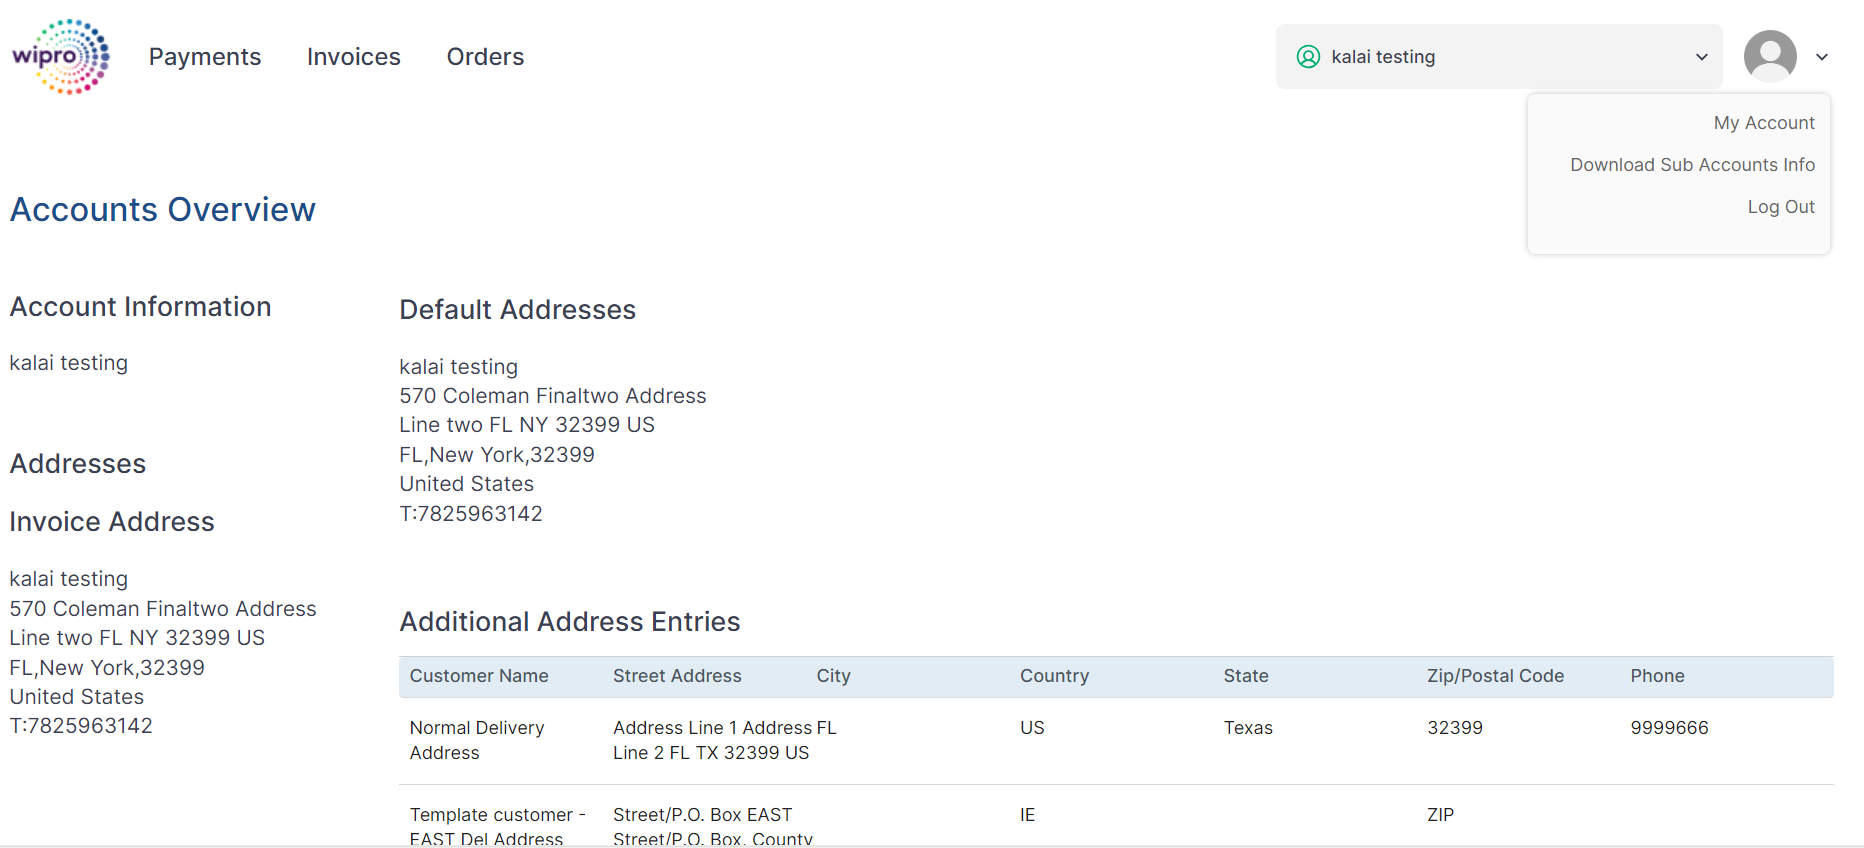 wipro
Payments
Invoices
Orders
kalai testing
My Account
Download Sub Accounts Info
Log Out
Accounts Overview
Account Information
kalai testing
Addresses
Invoice Address
kalai testing
570 Coleman Finaltwo Address
Line two FL NY 32399 US
FL,New York,32399
United States
T:7825963142
Default Addresses
kalai testing
570 Coleman Finaltwo Address
Line two FL NY 32399 US
FL,New York,32399
United States
T:7825963142
Additional Address Entries
Customer Name Street Address City Country State Zip/Postal Code Phone
Normal Delivery Address Line 1 Address FL US Texas 32399 9999666
Address Line 2 FL TX 32399 US
Template customer - Street/P.O. Box EAST IE ZIP
EAST Del Address Street/P.O. Box, County